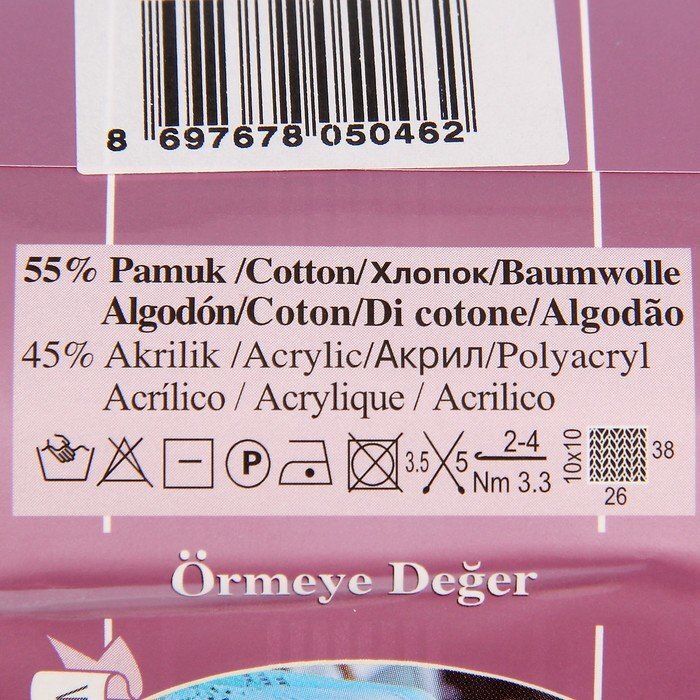 8 697678 050462
55% Pamuk /Cotton/Хлопок/Baumwolle
Algodón/Coton/Di cotone/Algodão
45% Akrilik /Acrylic/Акрил/Polyacryl
Acrílico / Acrylique / Acrilico
P 3.5 5 2-4 Nm 3.3 10x10 38 26
Örmeye Değer